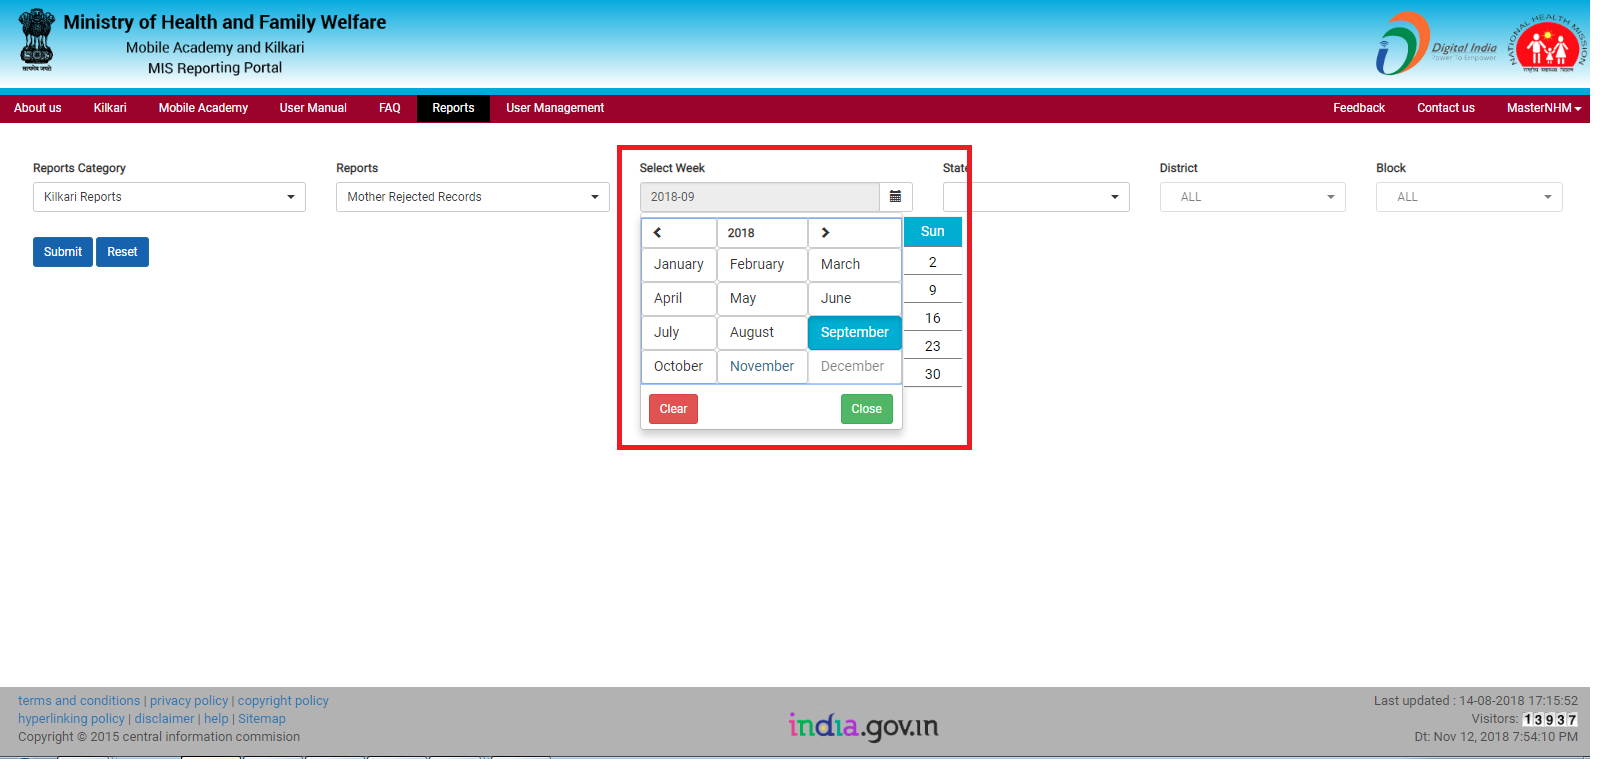 Ministry of Health and Family Welfare
Mobile Academy and Kilkari
MIS Reporting Portal
सत्यमेव जयते
Digital India
Power To Empower
NATIONAL HEALTH MISSION
About us Kilkari Mobile Academy User Manual FAQ Reports User Management Feedback Contact us MasterNHM
Reports Category Reports Select Week State District Block
Kilkari Reports Mother Rejected Records 2018-09 ALL ALL
2018 Sun
January February March 2
April May June 9
July August September 16
October November December 23
30
Clear Close
Submit Reset
terms and conditions | privacy policy | copyright policy
hyperlinking policy | disclaimer | help | Sitemap
Copyright © 2015 central information commision
india.gov.in
Last updated : 14-08-2018 17:15:52
Visitors: 13937
Dt: Nov 12, 2018 7:54:10 PM